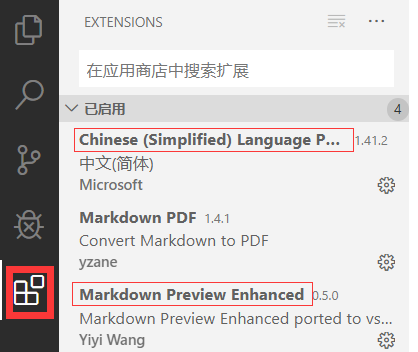 EXTENSIONS
在应用商店中搜索扩展
已启用 4
Chinese (Simplified) Language P... 1.41.2
中文(简体)
Microsoft
Markdown PDF 1.4.1
Convert Markdown to PDF
yzane
Markdown Preview Enhanced 0.5.0
Markdown Preview Enhanced ported to vs...
Yiyi Wang